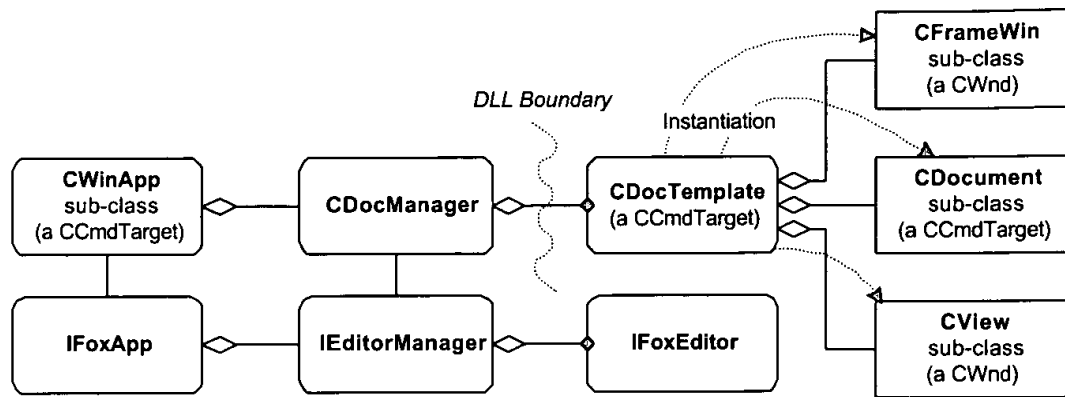 CFrameWin
sub-class
(a CWnd)
DLL Boundary
Instantiation
CWinApp
sub-class
(a CCmdTarget)
CDocManager
CDocTemplate
(a CCmdTarget)
CDocument
sub-class
(a CCmdTarget)
IFoxApp
IEditorManager
IFoxEditor
CView
sub-class
(a CWnd)